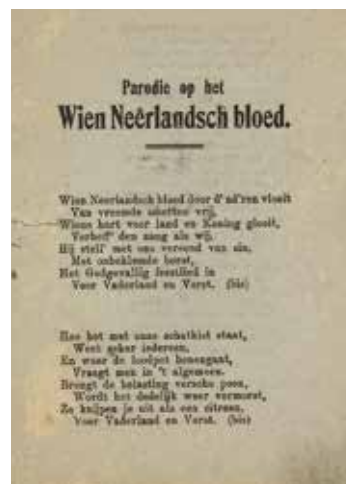 Parodie op het
Wien Neêrlandsch bloed.
Wien Neerlandsch bloed door d' ad'ren vloeit
Van vreemde smetten vrij,
Wiens hart voor land en Koning gloeit,
Verheff' den zang als wij,
Hij stell' met ons vereend van zin,
Met onbeklemde borst,
Het Godgevallig feestlied in
Voor Vaderland en Vorst. (bis)
Hoe het met onze schatkist staat,
Weet zeker iedereen,
En waar de boêpot henengaat,
Vraagt men in 't algemeen.
Brengt de belasting versche poen,
Wordt het dadelijk weer vermorst,
Ze knijpen je uit als een citroen,
Voor Vaderland en Vorst. (bis)